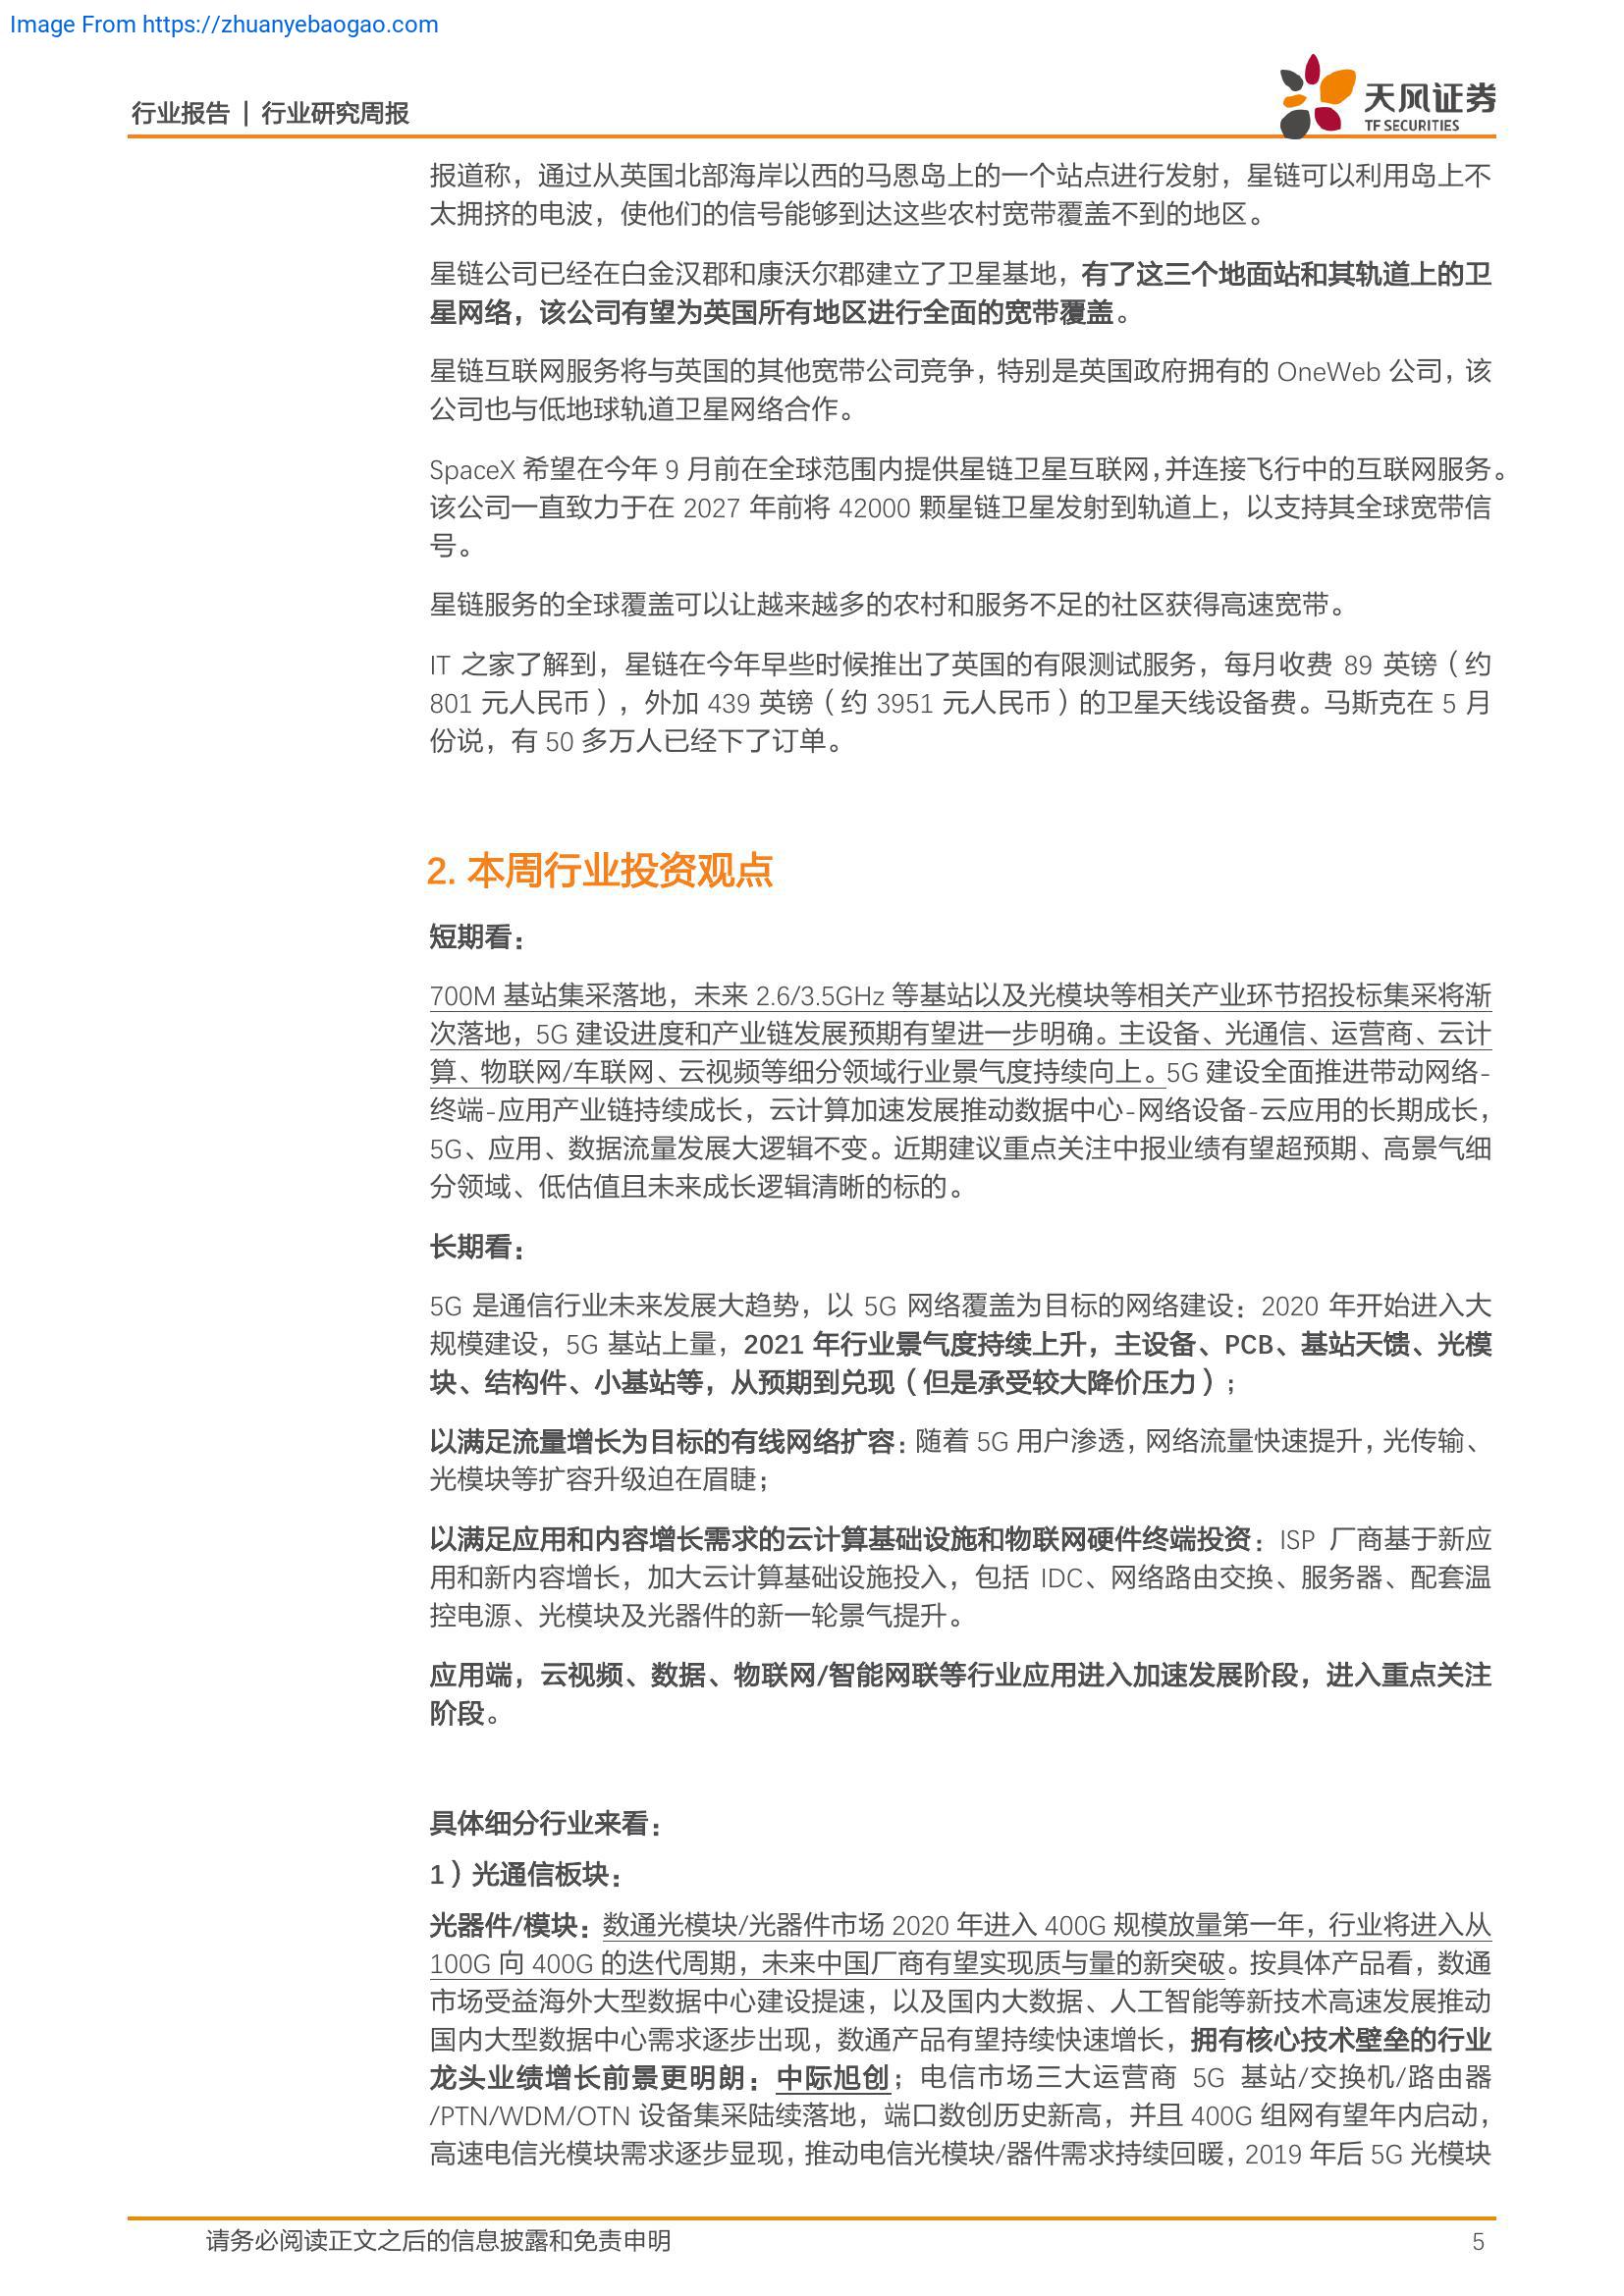 Image From https://zhuanyebaogao.com
行业报告 | 行业研究周报
天风证券
TF SECURITIES
报道称，通过从英国北部海岸以西的马恩岛上的一个站点进行发射，星链可以利用岛上不
太拥挤的电波，使他们的信号能够到达这些农村宽带覆盖不到的地区。
星链公司已经在白金汉郡和康沃尔郡建立了卫星基地，有了这三个地面站和其轨道上的卫
星网络，该公司有望为英国所有地区进行全面的宽带覆盖。
星链互联网服务将与英国的其他宽带公司竞争，特别是英国政府拥有的 OneWeb 公司，该
公司也与低地球轨道卫星网络合作。
SpaceX 希望在今年 9 月前在全球范围内提供星链卫星互联网，并连接飞行中的互联网服务。
该公司一直致力于在 2027 年前将 42000 颗星链卫星发射到轨道上，以支持其全球宽带信
号。
星链服务的全球覆盖可以让越来越多的农村和服务不足的社区获得高速宽带。
IT 之家了解到，星链在今年早些时候推出了英国的有限测试服务，每月收费 89 英镑（约
801 元人民币），外加 439 英镑（约 3951 元人民币）的卫星天线设备费。马斯克在 5 月
份说，有 50 多万人已经下了订单。
2. 本周行业投资观点
短期看：
700M 基站集采落地，未来 2.6/3.5GHz 等基站以及光模块等相关产业环节招投标集采将渐
次落地，5G 建设进度和产业链发展预期有望进一步明确。主设备、光通信、运营商、云计
算、物联网/车联网、云视频等细分领域行业景气度持续向上。5G 建设全面推进带动网络-
终端-应用产业链持续成长，云计算加速发展推动数据中心-网络设备-云应用的长期成长，
5G、应用、数据流量发展大逻辑不变。近期建议重点关注中报业绩有望超预期、高景气细
分领域、低估值且未来成长逻辑清晰的标的。
长期看：
5G 是通信行业未来发展大趋势，以 5G 网络覆盖为目标的网络建设：2020 年开始进入大
规模建设，5G 基站上量，2021 年行业景气度持续上升，主设备、PCB、基站天馈、光模
块、结构件、小基站等，从预期到兑现（但是承受较大降价压力）；
以满足流量增长为目标的有线网络扩容：随着 5G 用户渗透，网络流量快速提升，光传输、
光模块等扩容升级迫在眉睫；
以满足应用和内容增长需求的云计算基础设施和物联网硬件终端投资：ISP 厂商基于新应
用和新内容增长，加大云计算基础设施投入，包括 IDC、网络路由交换、服务器、配套温
控电源、光模块及光器件的新一轮景气提升。
应用端，云视频、数据、物联网/智能网联等行业应用进入加速发展阶段，进入重点关注
阶段。
具体细分行业来看：
1）光通信板块：
光器件/模块：数通光模块/光器件市场 2020 年进入 400G 规模放量第一年，行业将进入从
100G 向 400G 的迭代周期，未来中国厂商有望实现质与量的新突破。按具体产品看，数通
市场受益海外大型数据中心建设提速，以及国内大数据、人工智能等新技术高速发展推动
国内大型数据中心需求逐步出现，数通产品有望持续快速增长，拥有核心技术壁垒的行业
龙头业绩增长前景更明朗：中际旭创；电信市场三大运营商 5G 基站/交换机/路由器
/PTN/WDM/OTN 设备集采陆续落地，端口数创历史新高，并且 400G 组网有望年内启动，
高速电信光模块需求逐步显现，推动电信光模块/器件需求持续回暖，2019 年后 5G 光模块
请务必阅读正文之后的信息披露和免责申明
5